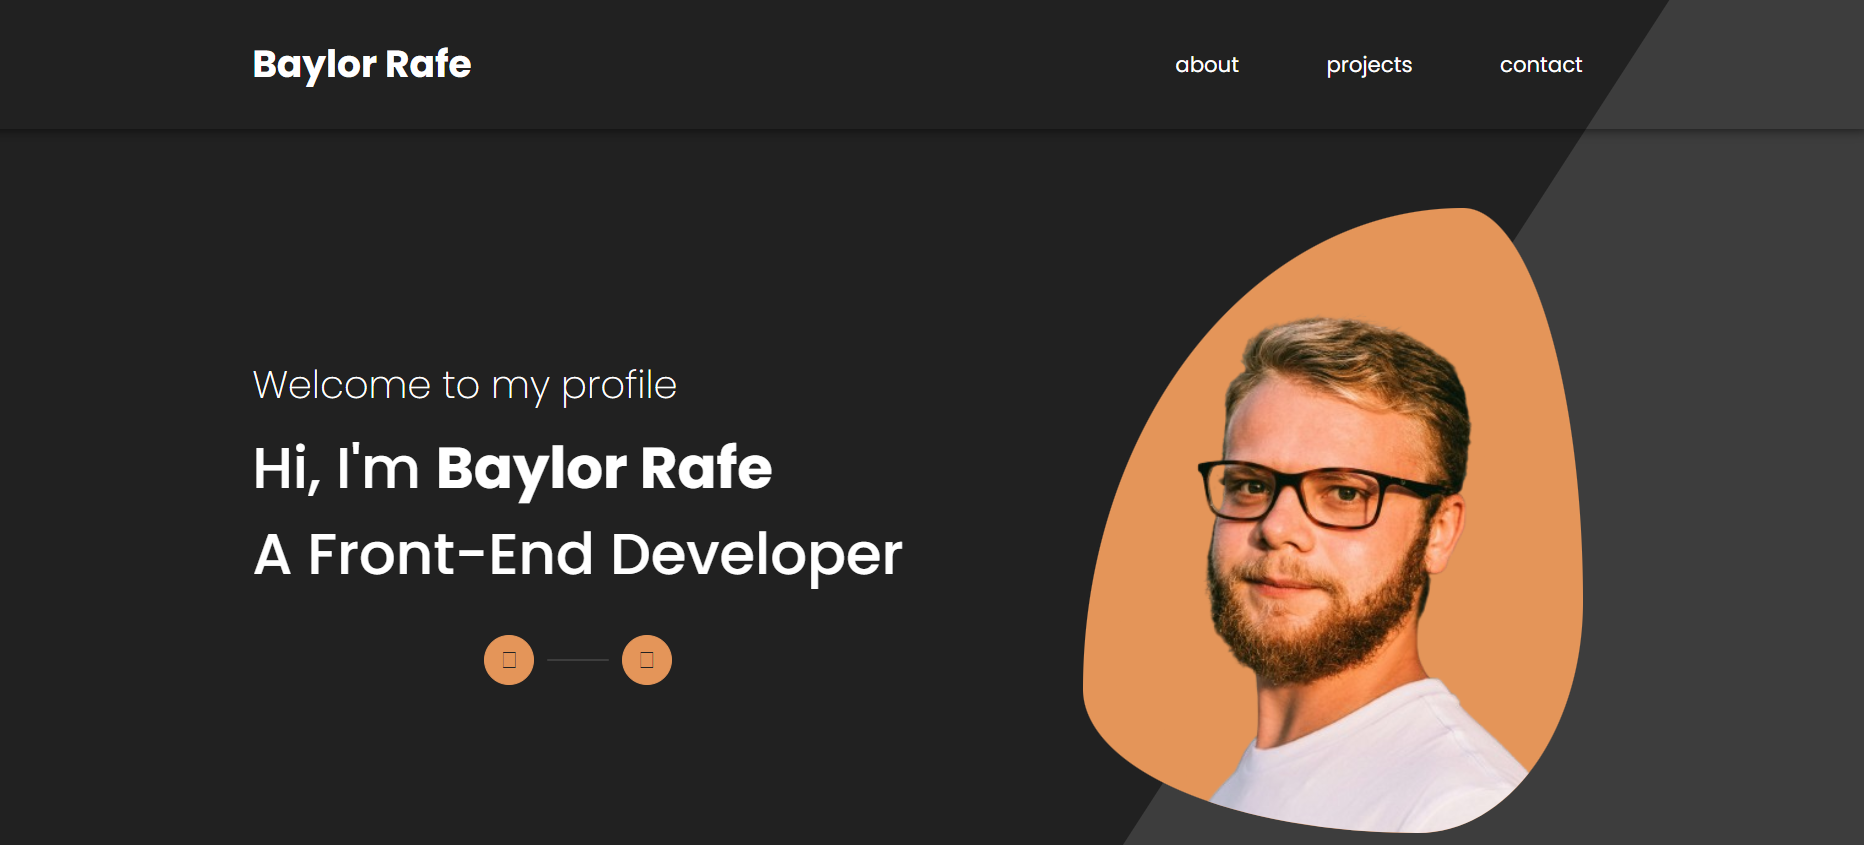 Baylor Rafe
about projects contact
Welcome to my profile
Hi, I'm Baylor Rafe
A Front-End Developer